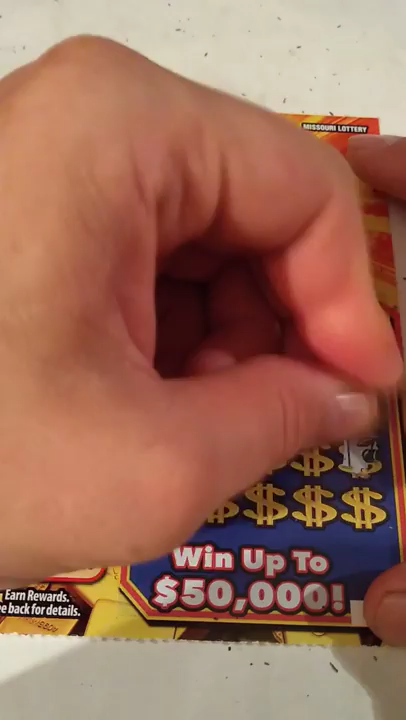 MISSOURI LOTTERY
$ $
$ $ $ $
Win Up To
$50,000!
Earn Rewards.
back for details.